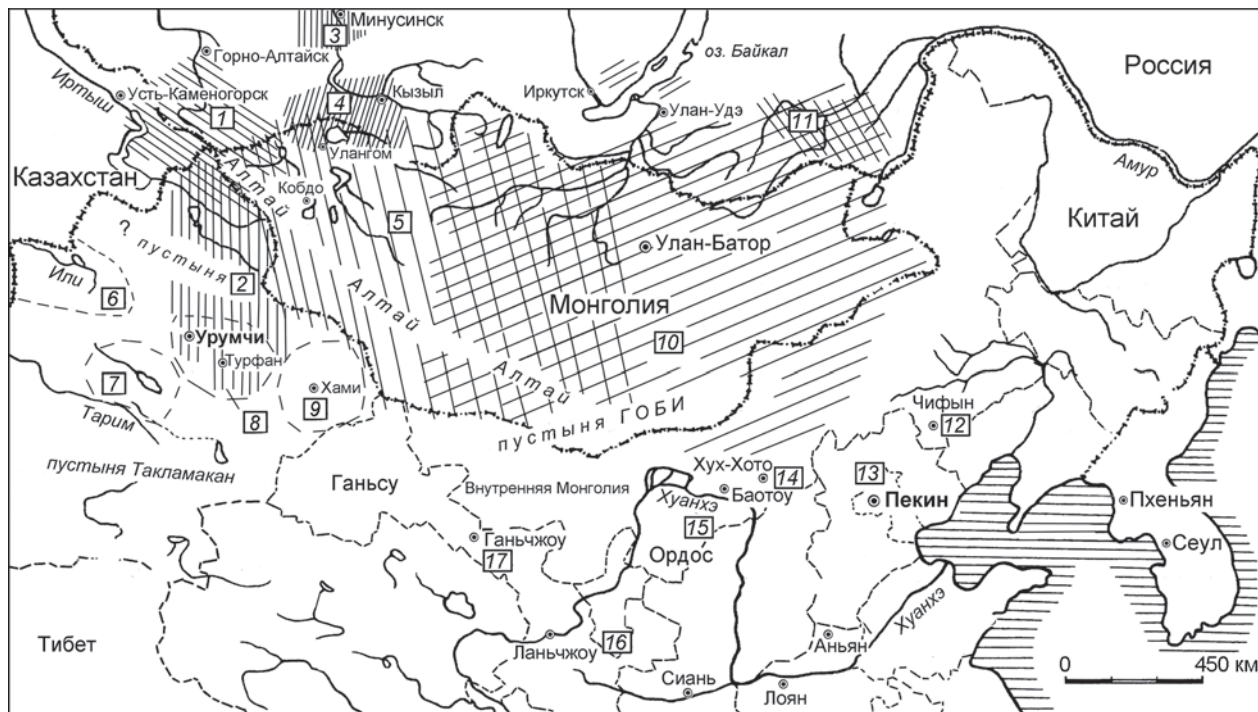 3
Минусинск
Горно-Алтайск
оз. Байкал
Россия
Иртыш
Усть-Каменогорск
1
4
Кызыл
Иркутск
Улан-Удэ
11
Улангом
Амур
Казахстан
Алтай
Кобдо
5
Китай
?
пустыня
2
Улан-Батор
Или
6
Алтай
Монголия
Урумчи
Турфан
10
7
Хами
9
Алтай
8
Тарим
пустыня ГОБИ
Чифын
12
пустыня Такламакан
Ганьсу
Внутренняя Монголия
Хух-Хото
14
13
Баотоу
Пекин
Хуанхэ
15
Пхеньян
Ордос
Ганьчжоу
17
Сеул
Тибет
16
Ланьчжоу
Хуанхэ
Аньян
0
450 км
Сиань
Лоян